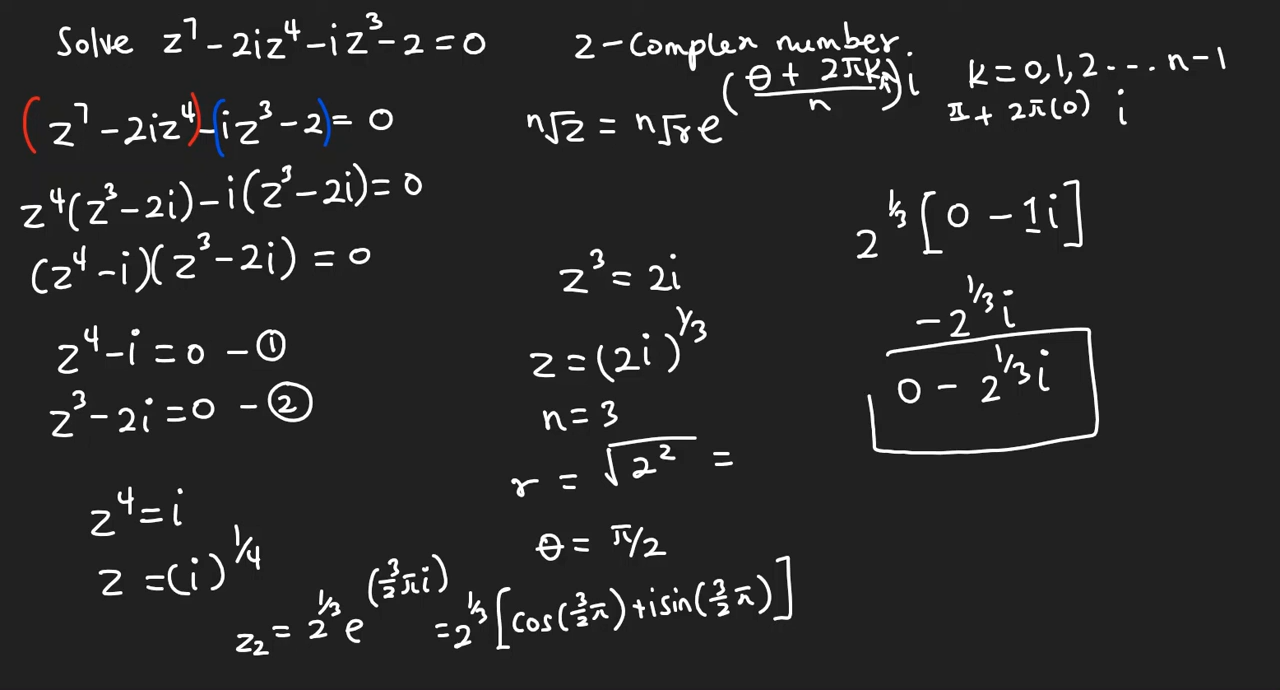 Solve z⁷ - 2iz⁴ - iz³ - 2 = 0
(z⁷ - 2iz⁴) - (iz³ - 2) = 0
z⁴(z³ - 2i) - i(z³ - 2i) = 0
(z⁴ - i)(z³ - 2i) = 0
z⁴ - i = 0 - ①
z³ - 2i = 0 - ②
z⁴ = i
z = (i)^(1/4)
z - Complex number.
ⁿ√z = ⁿ√r e^((θ + 2πk)/n) i
k = 0, 1, 2 ... n - 1
π + 2π(0) i
z³ = 2i
z = (2i)^(1/3)
n = 3
r = √2² =
θ = π/2
z₂ = 2^(1/3) e^(3/2 πi) = 2^(1/3) [cos(3/2 π) + i sin(3/2 π)]
2^(1/3) [0 - 1i]
- 2^(1/3) i
0 - 2^(1/3) i